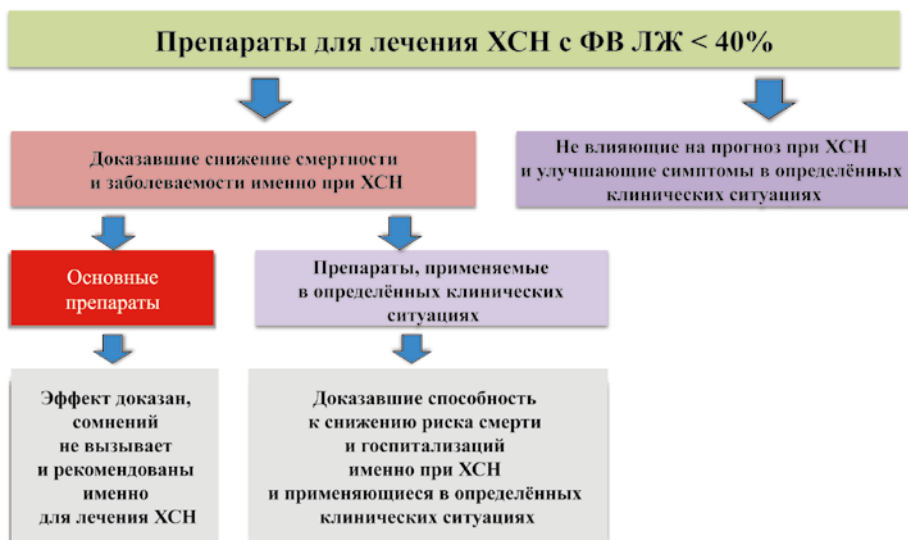 Препараты для лечения ХСН с ФВ ЛЖ < 40%
Доказавшие снижение смертности
и заболеваемости именно при ХСН
Не влияющие на прогноз при ХСН
и улучшающие симптомы в определённых
клинических ситуациях
Основные
препараты
Препараты, применяемые
в определённых клинических
ситуациях
Эффект доказан,
сомнений
не вызывает
и рекомендованы
именно
для лечения ХСН
Доказавшие способность
к снижению риска смерти
и госпитализаций
именно при ХСН
и применяющиеся в определённых
клинических ситуациях